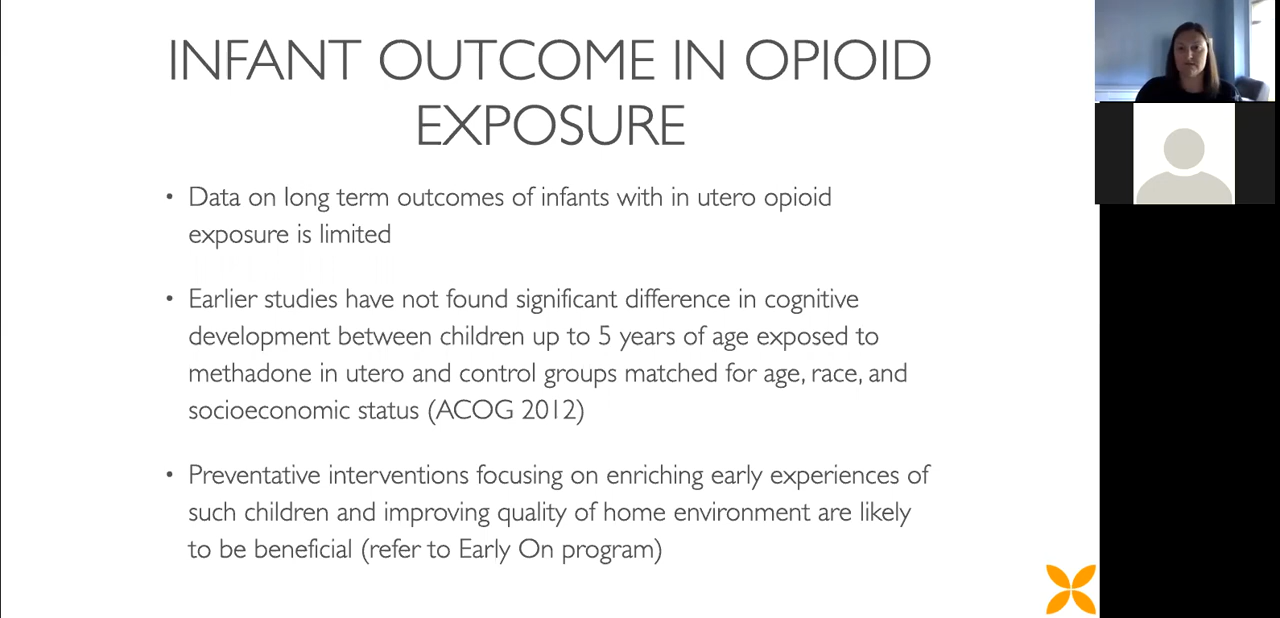 INFANT OUTCOME IN OPIOID
EXPOSURE
• Data on long term outcomes of infants with in utero opioid
exposure is limited
• Earlier studies have not found significant difference in cognitive
development between children up to 5 years of age exposed to
methadone in utero and control groups matched for age, race, and
socioeconomic status (ACOG 2012)
• Preventative interventions focusing on enriching early experiences of
such children and improving quality of home environment are likely
to be beneficial (refer to Early On program)